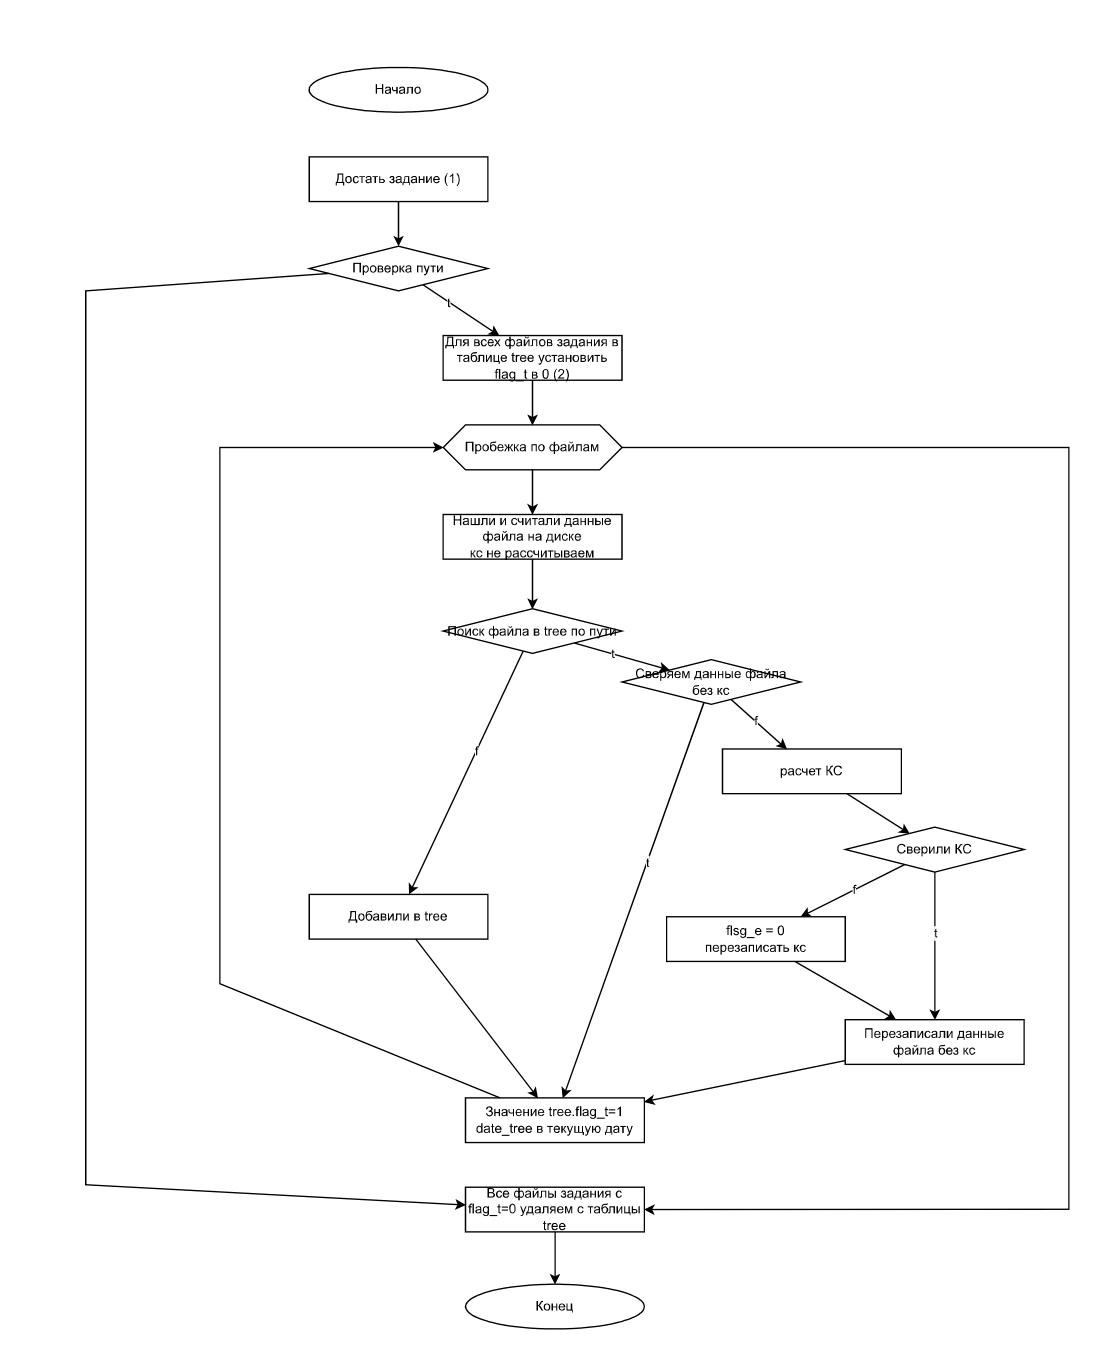 Начало
Достать задание (1)
Проверка пути
t
Для всех файлов задания в
таблице tree установить
flag_t в 0 (2)
Пробежка по файлам
Нашли и считали данные
файла на диске
кс не рассчитываем
Поиск файла в tree по пути
t
Сверяем данные файла
без кс
f
f
расчет КС
Сверили КС
t
f
Добавили в tree
flsg_e = 0
перезаписать кс
t
Перезаписали данные
файла без кс
Значение tree.flag_t=1
date_tree в текущую дату
Все файлы задания с
flag_t=0 удаляем с таблицы
tree
Конец